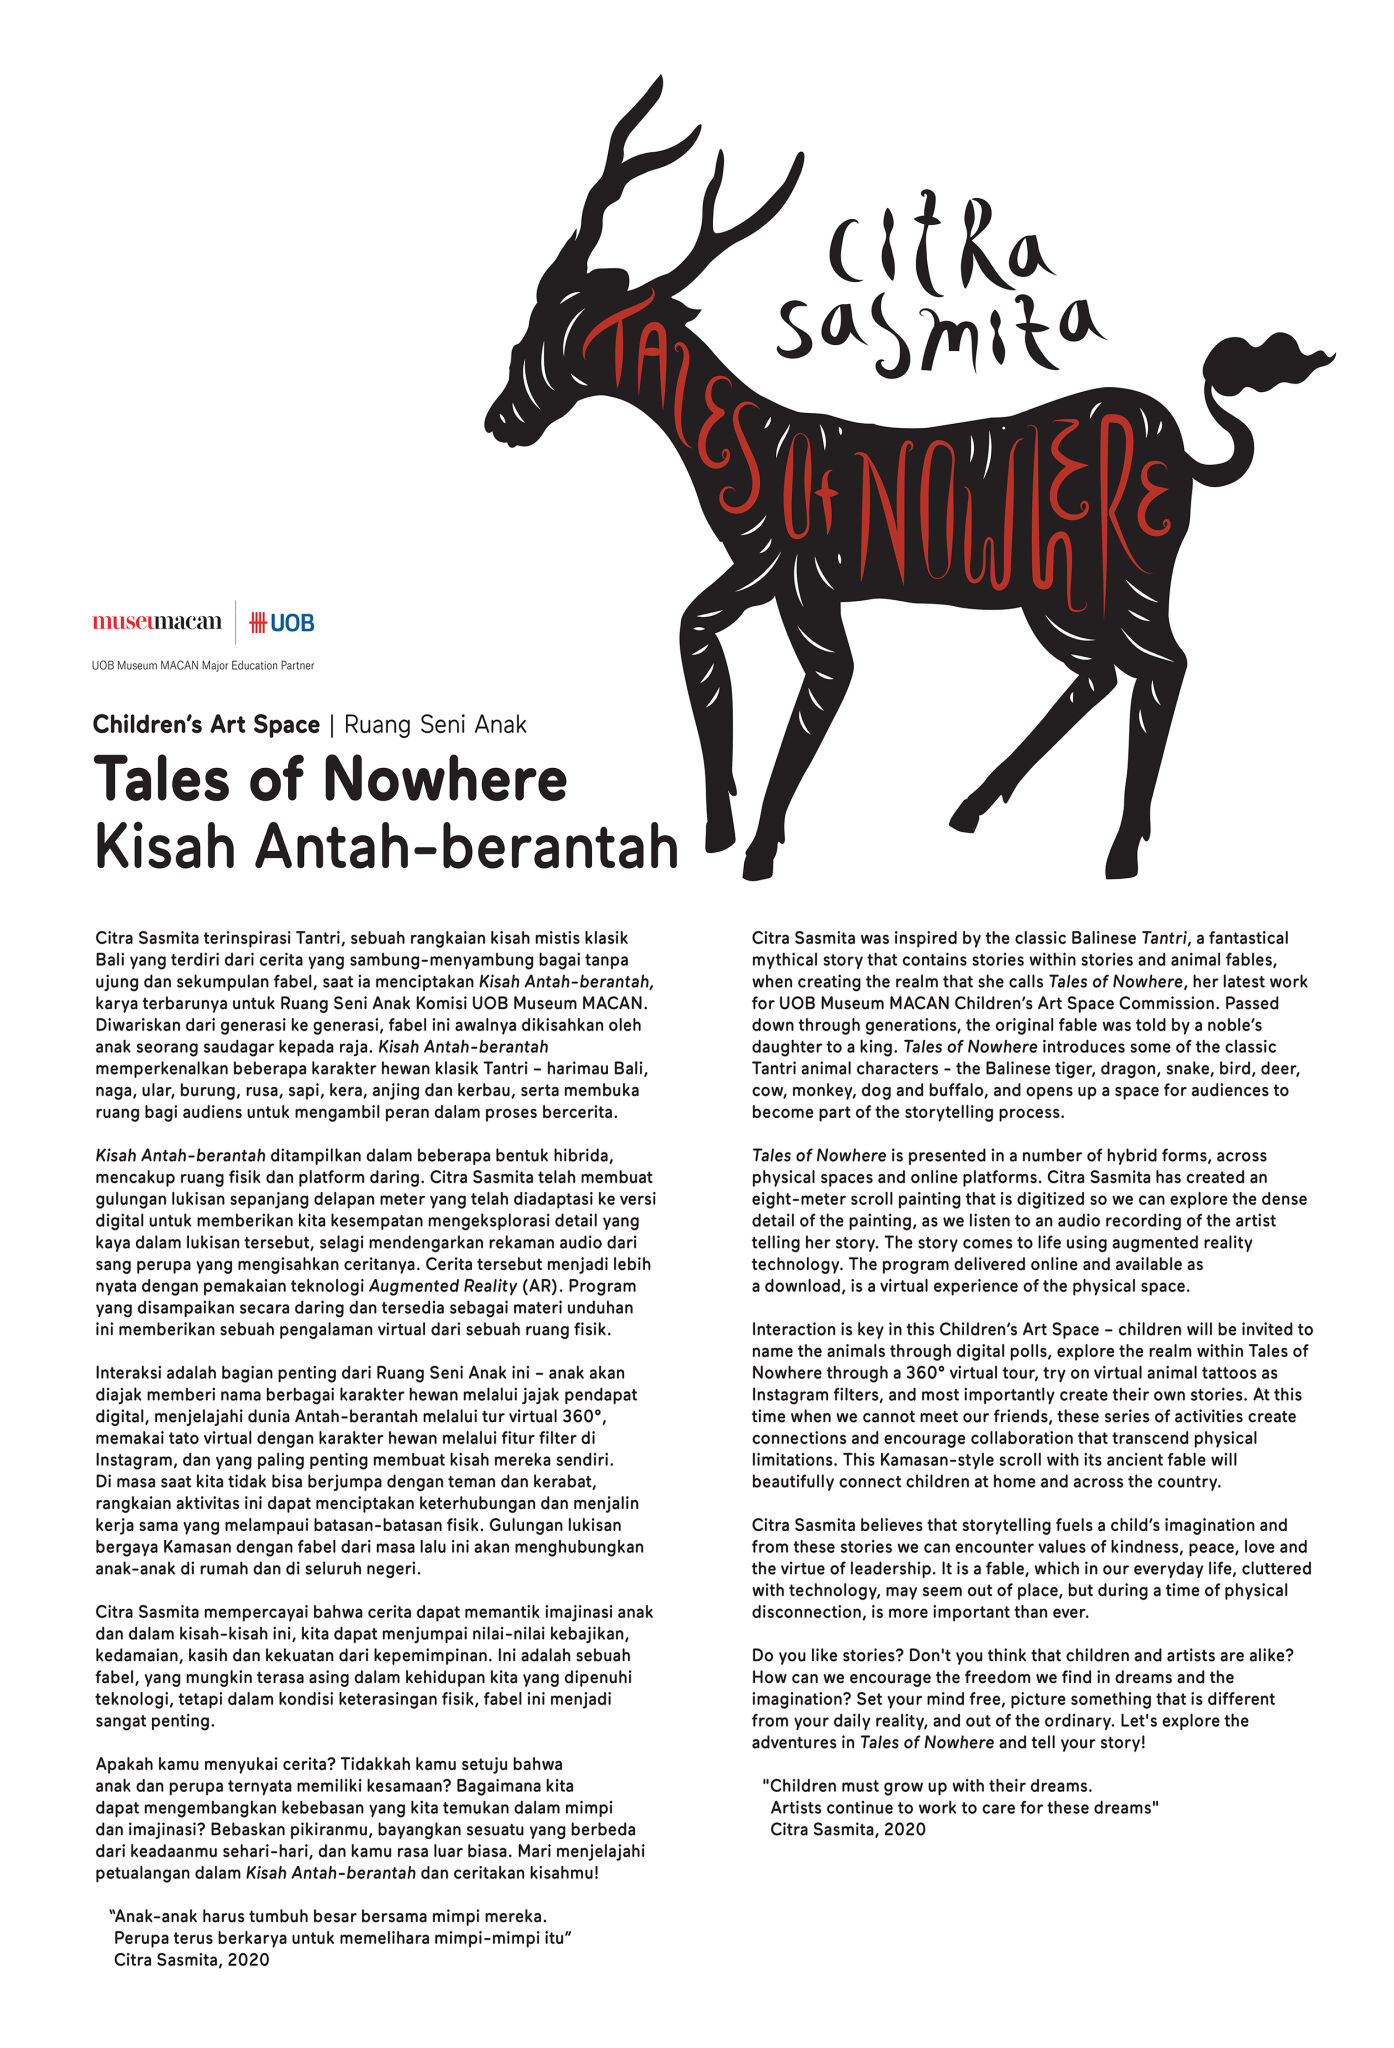 citRa
sasmita
TALES Of NOWHERE
museumacan
UOB
UOB Museum MACAN Major Education Partner
Children's Art Space | Ruang Seni Anak
Tales of Nowhere
Kisah Antah-berantah
Citra Sasmita terinspirasi Tantri, sebuah rangkaian kisah mistis klasik
Bali yang terdiri dari cerita yang sambung-menyambung bagai tanpa
ujung dan sekumpulan fabel, saat ia menciptakan Kisah Antah-berantah,
karya terbarunya untuk Ruang Seni Anak Komisi UOB Museum MACAN.
Diwariskan dari generasi ke generasi, fabel ini awalnya dikisahkan oleh
anak seorang saudagar kepada raja. Kisah Antah-berantah
memperkenalkan beberapa karakter hewan klasik Tantri – harimau Bali,
naga, ular, burung, rusa, sapi, kera, anjing dan kerbau, serta membuka
ruang bagi audiens untuk mengambil peran dalam proses bercerita.
Kisah Antah-berantah ditampilkan dalam beberapa bentuk hibrida,
mencakup ruang fisik dan platform daring. Citra Sasmita telah membuat
gulungan lukisan sepanjang delapan meter yang telah diadaptasi ke versi
digital untuk memberikan kita kesempatan mengeksplorasi detail yang
kaya dalam lukisan tersebut, selagi mendengarkan rekaman audio dari
sang perupa yang mengisahkan ceritanya. Cerita tersebut menjadi lebih
nyata dengan pemakaian teknologi Augmented Reality (AR). Program
yang disampaikan secara daring dan tersedia sebagai materi unduhan
ini memberikan sebuah pengalaman virtual dari sebuah ruang fisik.
Interaksi adalah bagian penting dari Ruang Seni Anak ini – anak akan
diajak memberi nama berbagai karakter hewan melalui jajak pendapat
digital, menjelajahi dunia Antah-berantah melalui tur virtual 360°,
memakai tato virtual dengan karakter hewan melalui fitur filter di
Instagram, dan yang paling penting membuat kisah mereka sendiri.
Di masa saat kita tidak bisa berjumpa dengan teman dan kerabat,
rangkaian aktivitas ini dapat menciptakan keterhubungan dan menjalin
kerja sama yang melampaui batasan-batasan fisik. Gulungan lukisan
bergaya Kamasan dengan fabel dari masa lalu ini akan menghubungkan
anak-anak di rumah dan di seluruh negeri.
Citra Sasmita mempercayai bahwa cerita dapat memantik imajinasi anak
dan dalam kisah-kisah ini, kita dapat menjumpai nilai-nilai kebajikan,
kedamaian, kasih dan kekuatan dari kepemimpinan. Ini adalah sebuah
fabel, yang mungkin terasa asing dalam kehidupan kita yang dipenuhi
teknologi, tetapi dalam kondisi keterasingan fisik, fabel ini menjadi
sangat penting.
Apakah kamu menyukai cerita? Tidakkah kamu setuju bahwa
anak dan perupa ternyata memiliki kesamaan? Bagaimana kita
dapat mengembangkan kebebasan yang kita temukan dalam mimpi
dan imajinasi? Bebaskan pikiranmu, bayangkan sesuatu yang berbeda
dari keadaanmu sehari-hari, dan kamu rasa luar biasa. Mari menjelajahi
petualangan dalam Kisah Antah-berantah dan ceritakan kisahmu!
“Anak-anak harus tumbuh besar bersama mimpi mereka.
Perupa terus berkarya untuk memelihara mimpi-mimpi itu”
Citra Sasmita, 2020
Citra Sasmita was inspired by the classic Balinese Tantri, a fantastical
mythical story that contains stories within stories and animal fables,
when creating the realm that she calls Tales of Nowhere, her latest work
for UOB Museum MACAN Children's Art Space Commission. Passed
down through generations, the original fable was told by a noble's
daughter to a king. Tales of Nowhere introduces some of the classic
Tantri animal characters - the Balinese tiger, dragon, snake, bird, deer,
cow, monkey, dog and buffalo, and opens up a space for audiences to
become part of the storytelling process.
Tales of Nowhere is presented in a number of hybrid forms, across
physical spaces and online platforms. Citra Sasmita has created an
eight-meter scroll painting that is digitized so we can explore the dense
detail of the painting, as we listen to an audio recording of the artist
telling her story. The story comes to life using augmented reality
technology. The program delivered online and available as
a download, is a virtual experience of the physical space.
Interaction is key in this Children's Art Space – children will be invited to
name the animals through digital polls, explore the realm within Tales of
Nowhere through a 360° virtual tour, try on virtual animal tattoos as
Instagram filters, and most importantly create their own stories. At this
time when we cannot meet our friends, these series of activities create
connections and encourage collaboration that transcend physical
limitations. This Kamasan-style scroll with its ancient fable will
beautifully connect children at home and across the country.
Citra Sasmita believes that storytelling fuels a child's imagination and
from these stories we can encounter values of kindness, peace, love and
the virtue of leadership. It is a fable, which in our everyday life, cluttered
with technology, may seem out of place, but during a time of physical
disconnection, is more important than ever.
Do you like stories? Don't you think that children and artists are alike?
How can we encourage the freedom we find in dreams and the
imagination? Set your mind free, picture something that is different
from your daily reality, and out of the ordinary. Let's explore the
adventures in Tales of Nowhere and tell your story!
"Children must grow up with their dreams.
Artists continue to work to care for these dreams"
Citra Sasmita, 2020